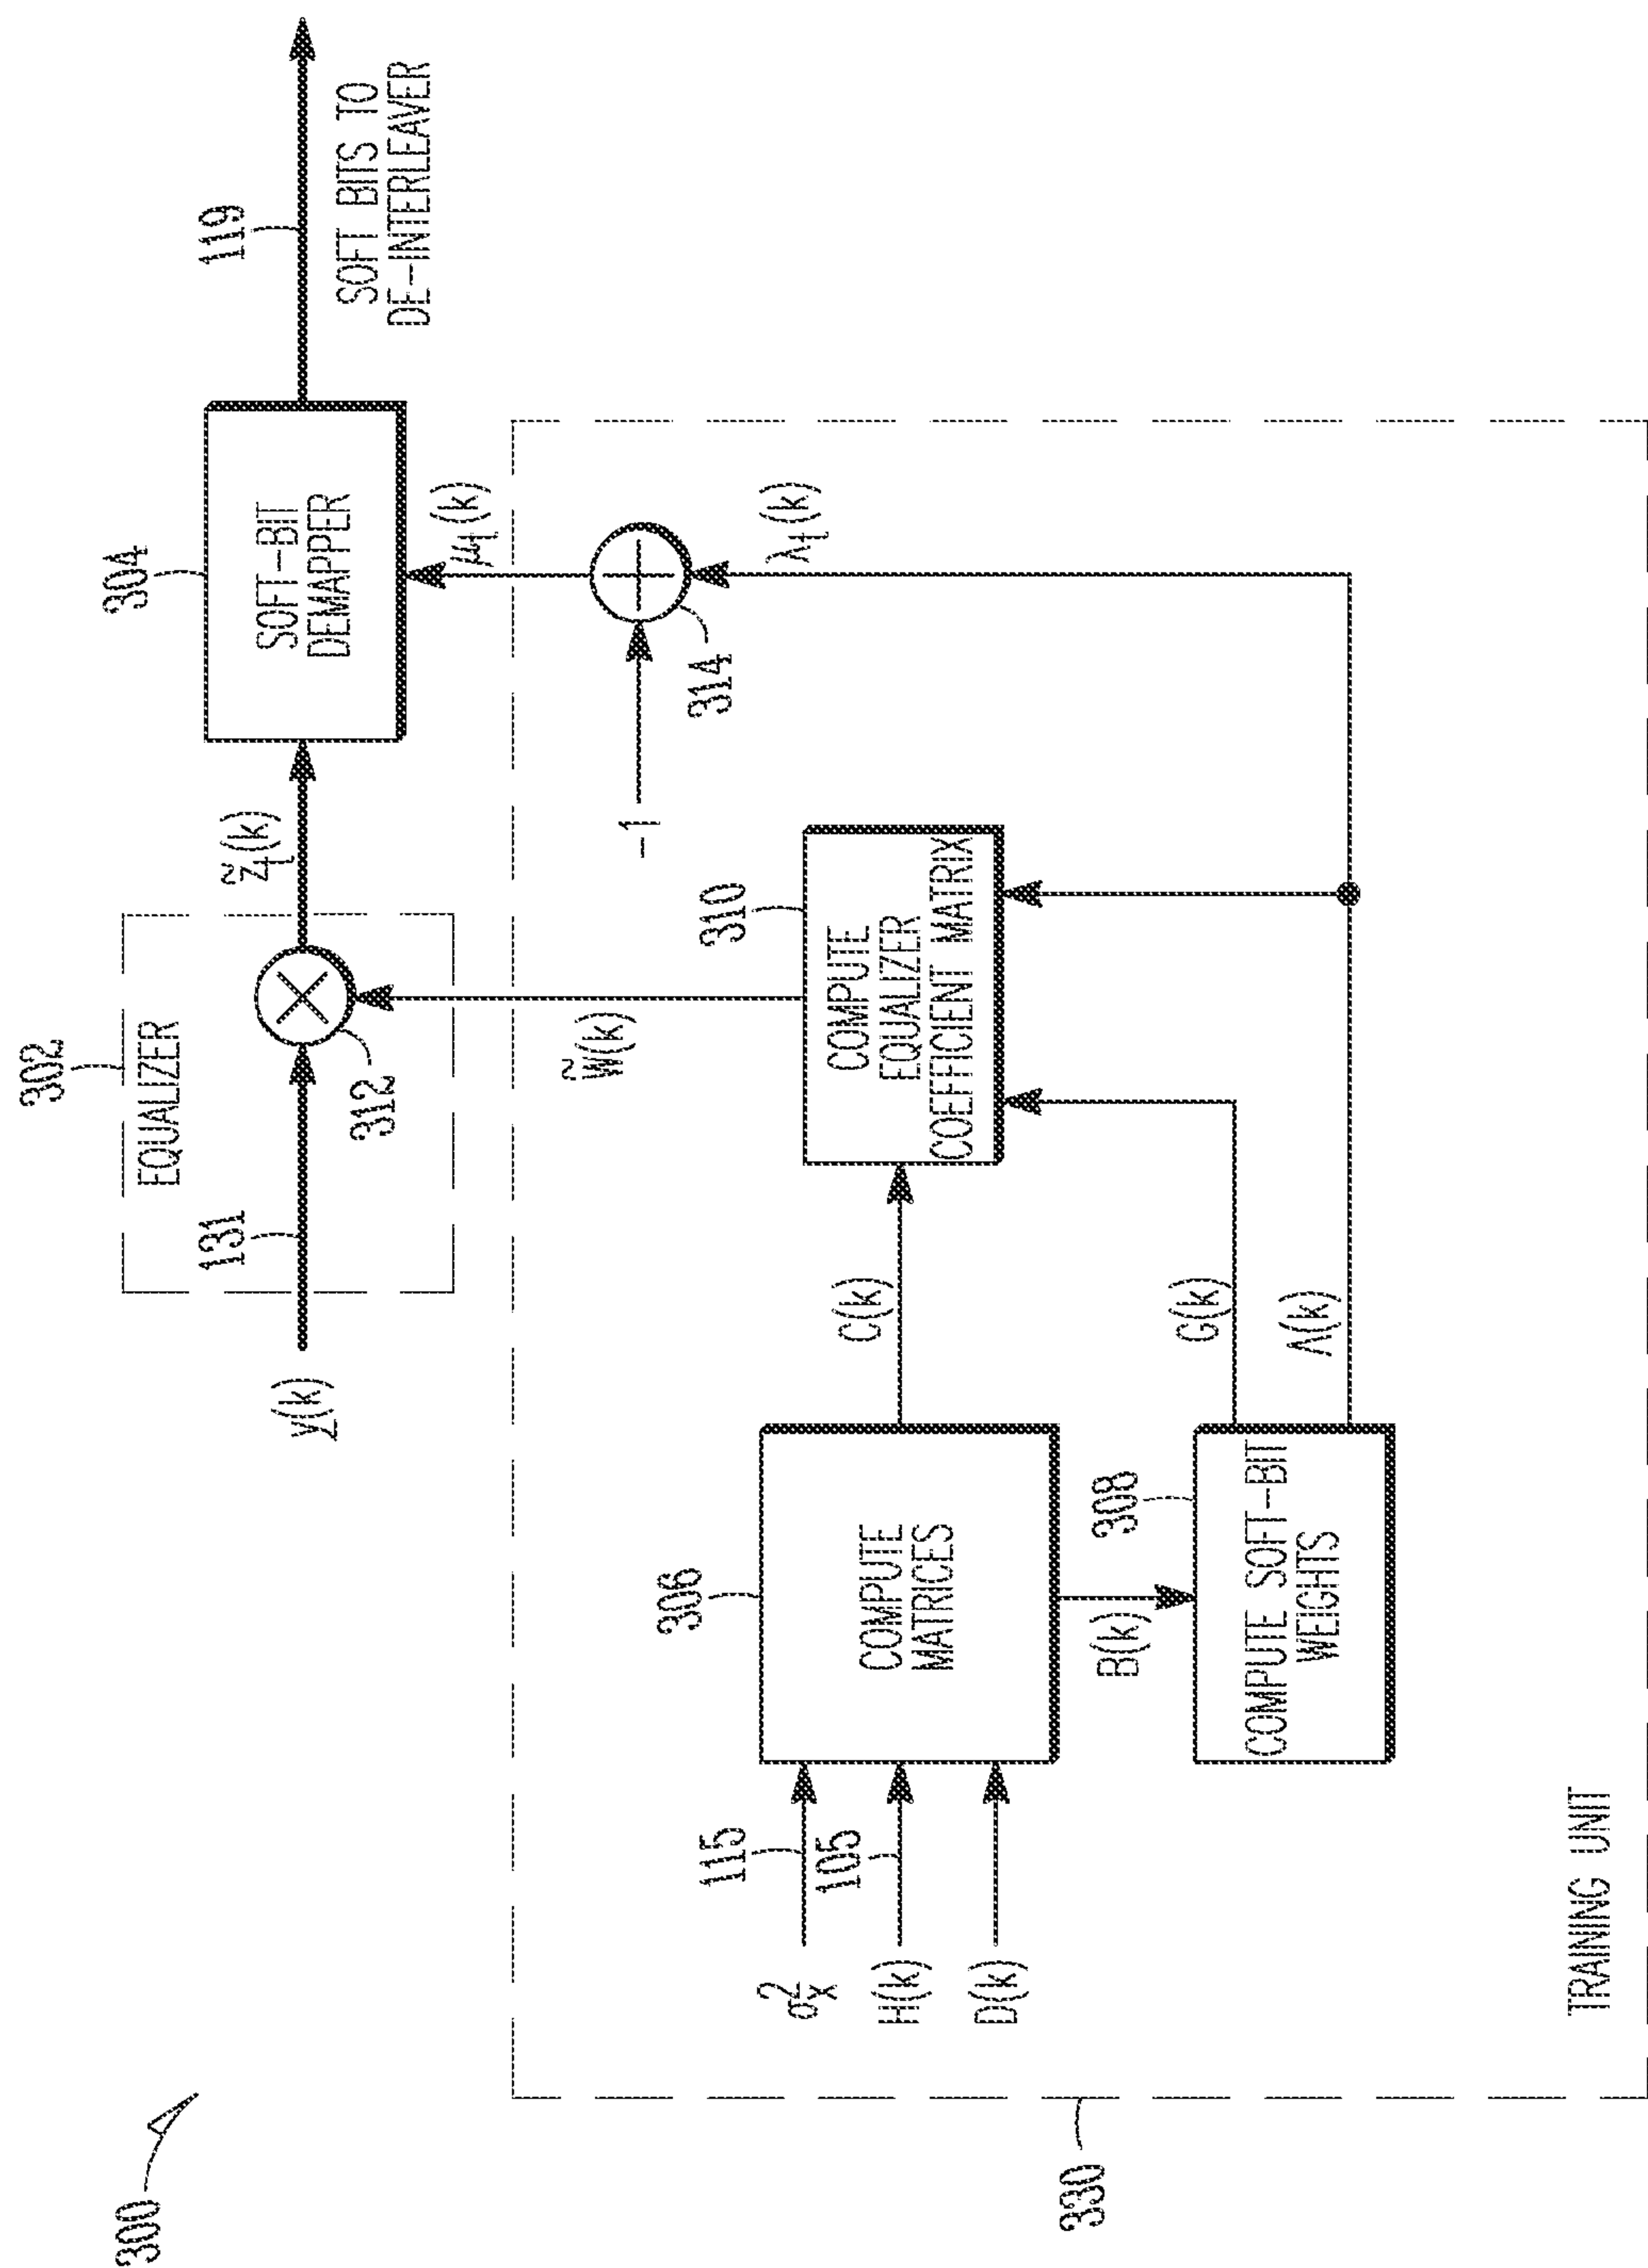 300
302
EQUALIZER
y(k)
131
312
z̃ₜ(k)
304
SOFT-BIT
DEMAPPER
119
SOFT BITS TO
DE-INTERLEAVER
W̃(k)
μₜ(k)
-1
314
λₜ(k)
330
115
σ²ₓ
105
H(k)
D(k)
306
COMPUTE
MATRICES
C(k)
310
COMPUTE
EQUALIZER
COEFFICIENT MATRIX
B(k)
308
COMPUTE SOFT-BIT
WEIGHTS
G(k)
Λ(k)
TRAINING UNIT